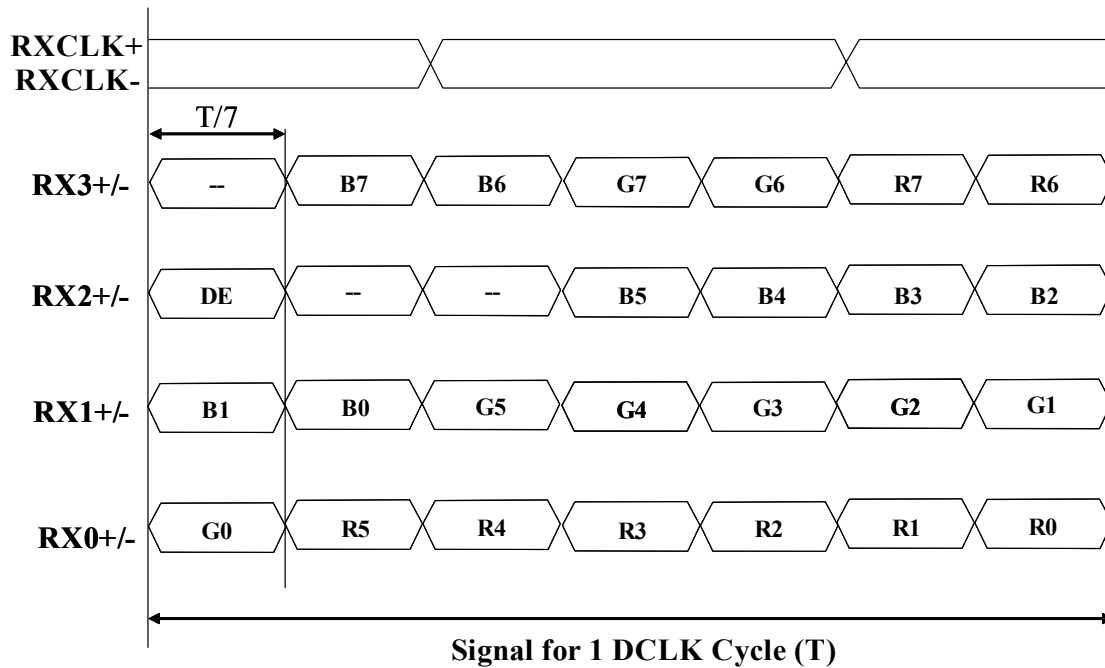 RXCLK+
RXCLK-
T/7
RX3+/- -- B7 B6 G7 G6 R7 R6
RX2+/- DE -- -- B5 B4 B3 B2
RX1+/- B1 B0 G5 G4 G3 G2 G1
RX0+/- G0 R5 R4 R3 R2 R1 R0
Signal for 1 DCLK Cycle (T)